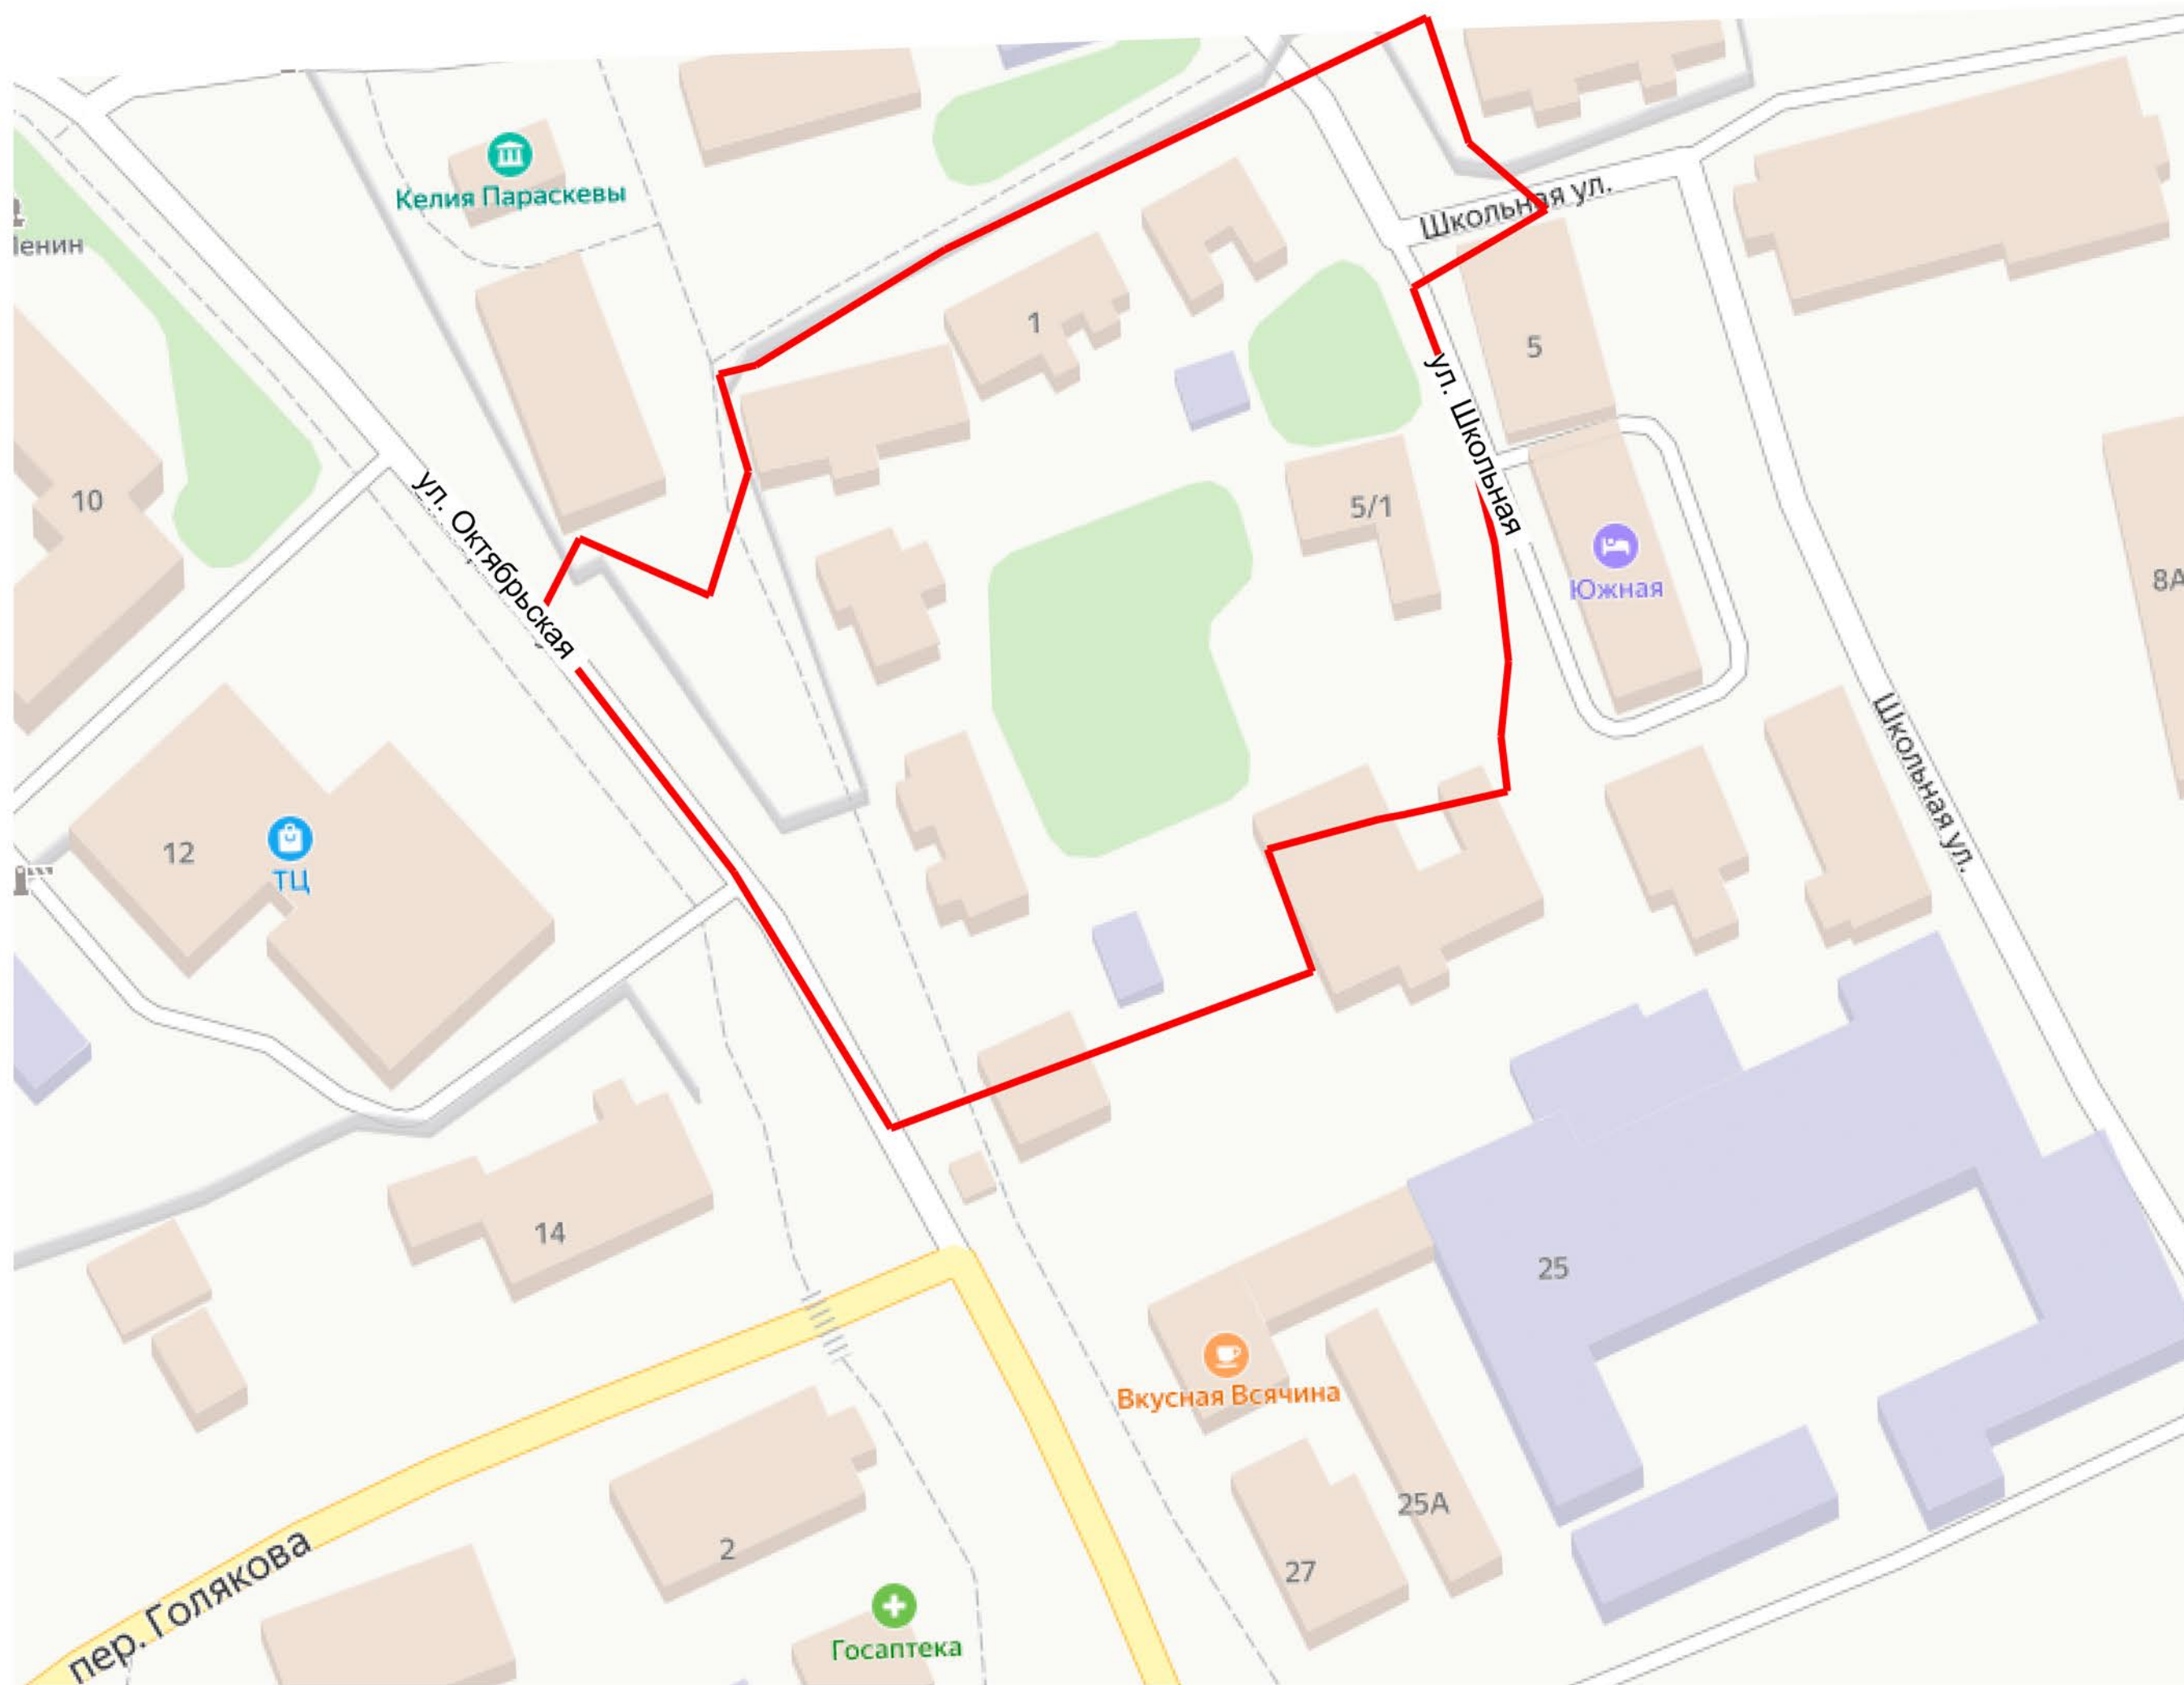 Келия Параскевы
Школьная ул.
Ленин
1
5
ул. Школьная
10
ул. Октябрьская
5/1
Южная
8А
12
ТЦ
Школьная ул.
14
25
Вкусная Всячина
25А
2
27
пер. Голякова
Госаптека